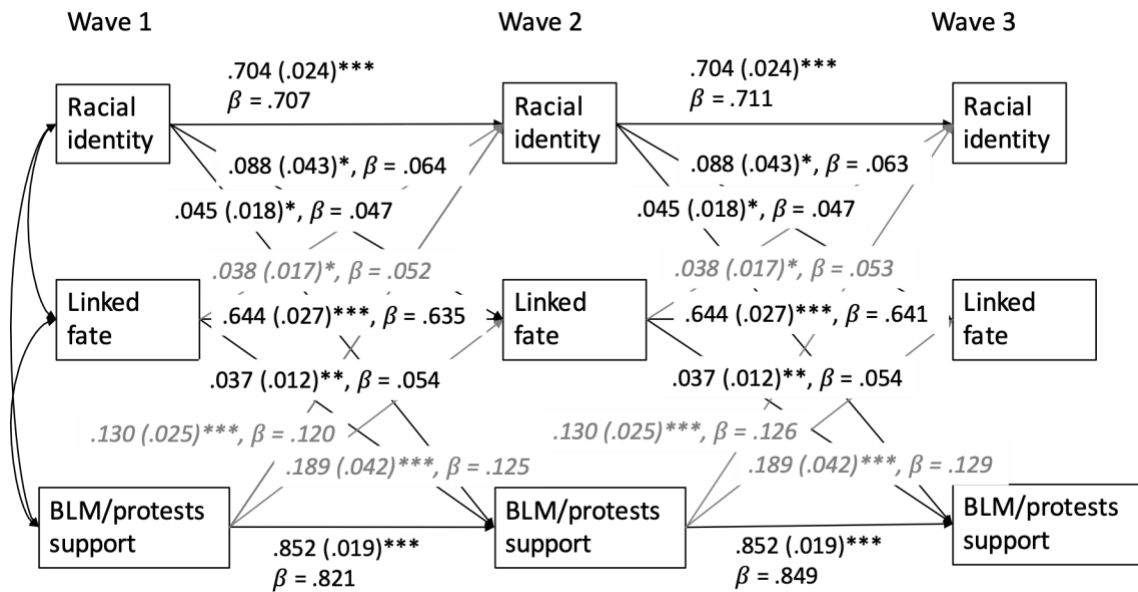 Wave 1
Wave 2
Wave 3
.704 (.024)***
β = .707
.704 (.024)***
β = .711
Racial
identity
Racial
identity
Racial
identity
.088 (.043)*, β = .064
.088 (.043)*, β = .063
.045 (.018)*, β = .047
.045 (.018)*, β = .047
.038 (.017)*, β = .052
.038 (.017)*, β = .053
Linked
fate
Linked
fate
Linked
fate
.644 (.027)***, β = .635
.644 (.027)***, β = .641
.037 (.012)**, β = .054
.037 (.012)**, β = .054
.130 (.025)***, β = .120
.130 (.025)***, β = .126
.189 (.042)***, β = .125
.189 (.042)***, β = .129
BLM/protests
support
BLM/protests
support
BLM/protests
support
.852 (.019)***
β = .821
.852 (.019)***
β = .849